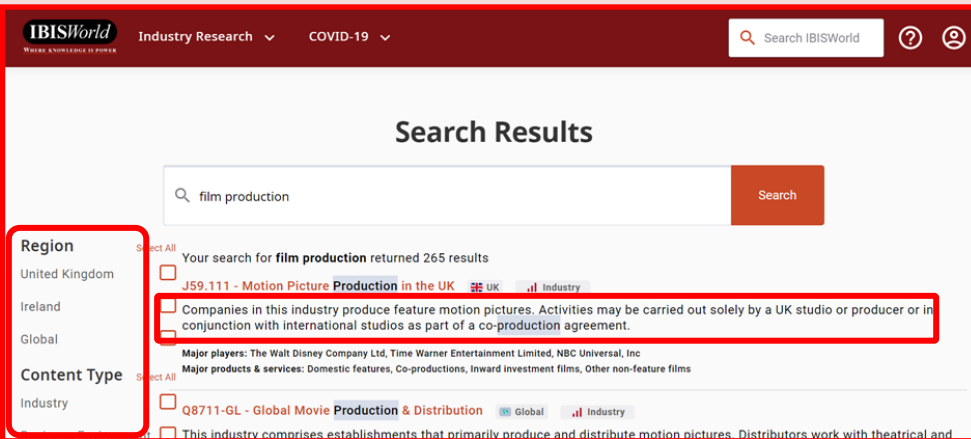 IBISWorld
WHERE KNOWLEDGE IS POWER
Industry Research
COVID-19
Search IBISWorld
Search Results
film production
Search
Region
Select All
United Kingdom
Ireland
Global
Content Type
Select All
Industry
Your search for film production returned 265 results
J59.111 - Motion Picture Production in the UK UK Industry
Companies in this industry produce feature motion pictures. Activities may be carried out solely by a UK studio or producer or in
conjunction with international studios as part of a co-production agreement.
Major players: The Walt Disney Company Ltd, Time Warner Entertainment Limited, NBC Universal, Inc
Major products & services: Domestic features, Co-productions, Inward investment films, Other non-feature films
Q8711-GL - Global Movie Production & Distribution Global Industry
This industry comprises establishments that primarily produce and distribute motion pictures. Distributors work with theatrical and